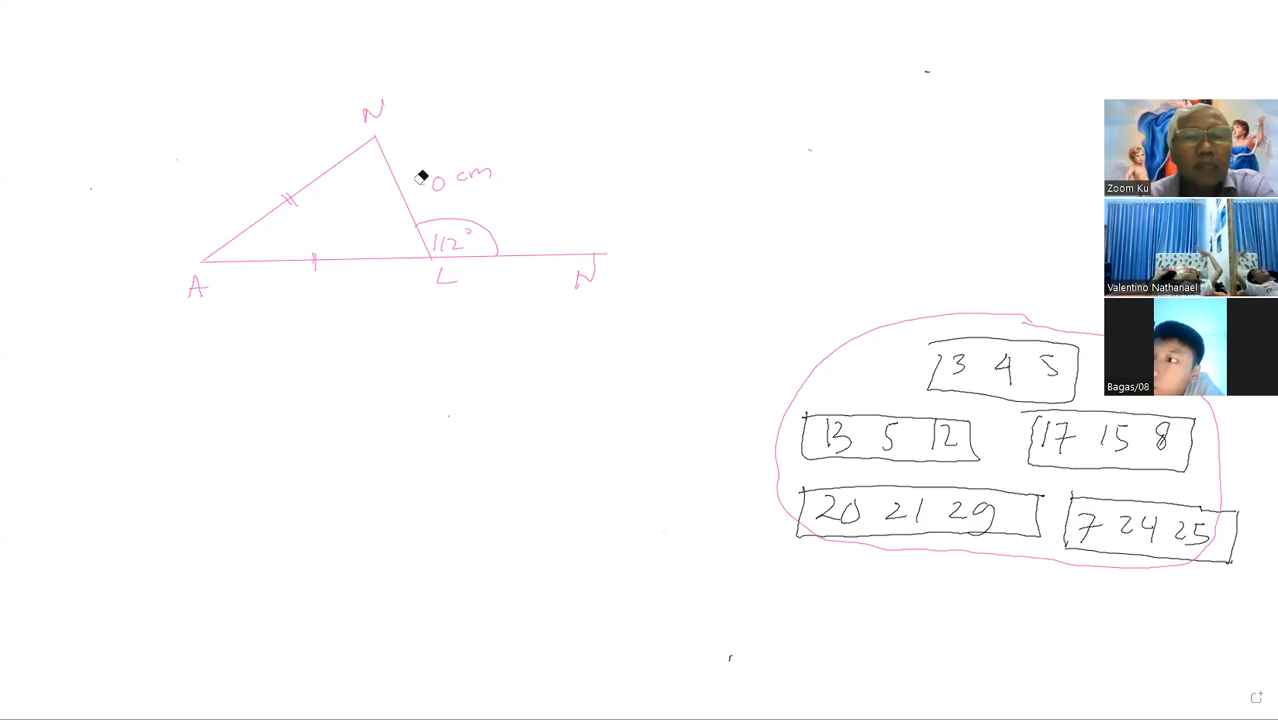 N
0 cm
112°
A
L
N
3 4 5
13 5 12
17 15 8
20 21 29
7 24 25
Zoom Ku
Valentino Nathanael
Bagas/08